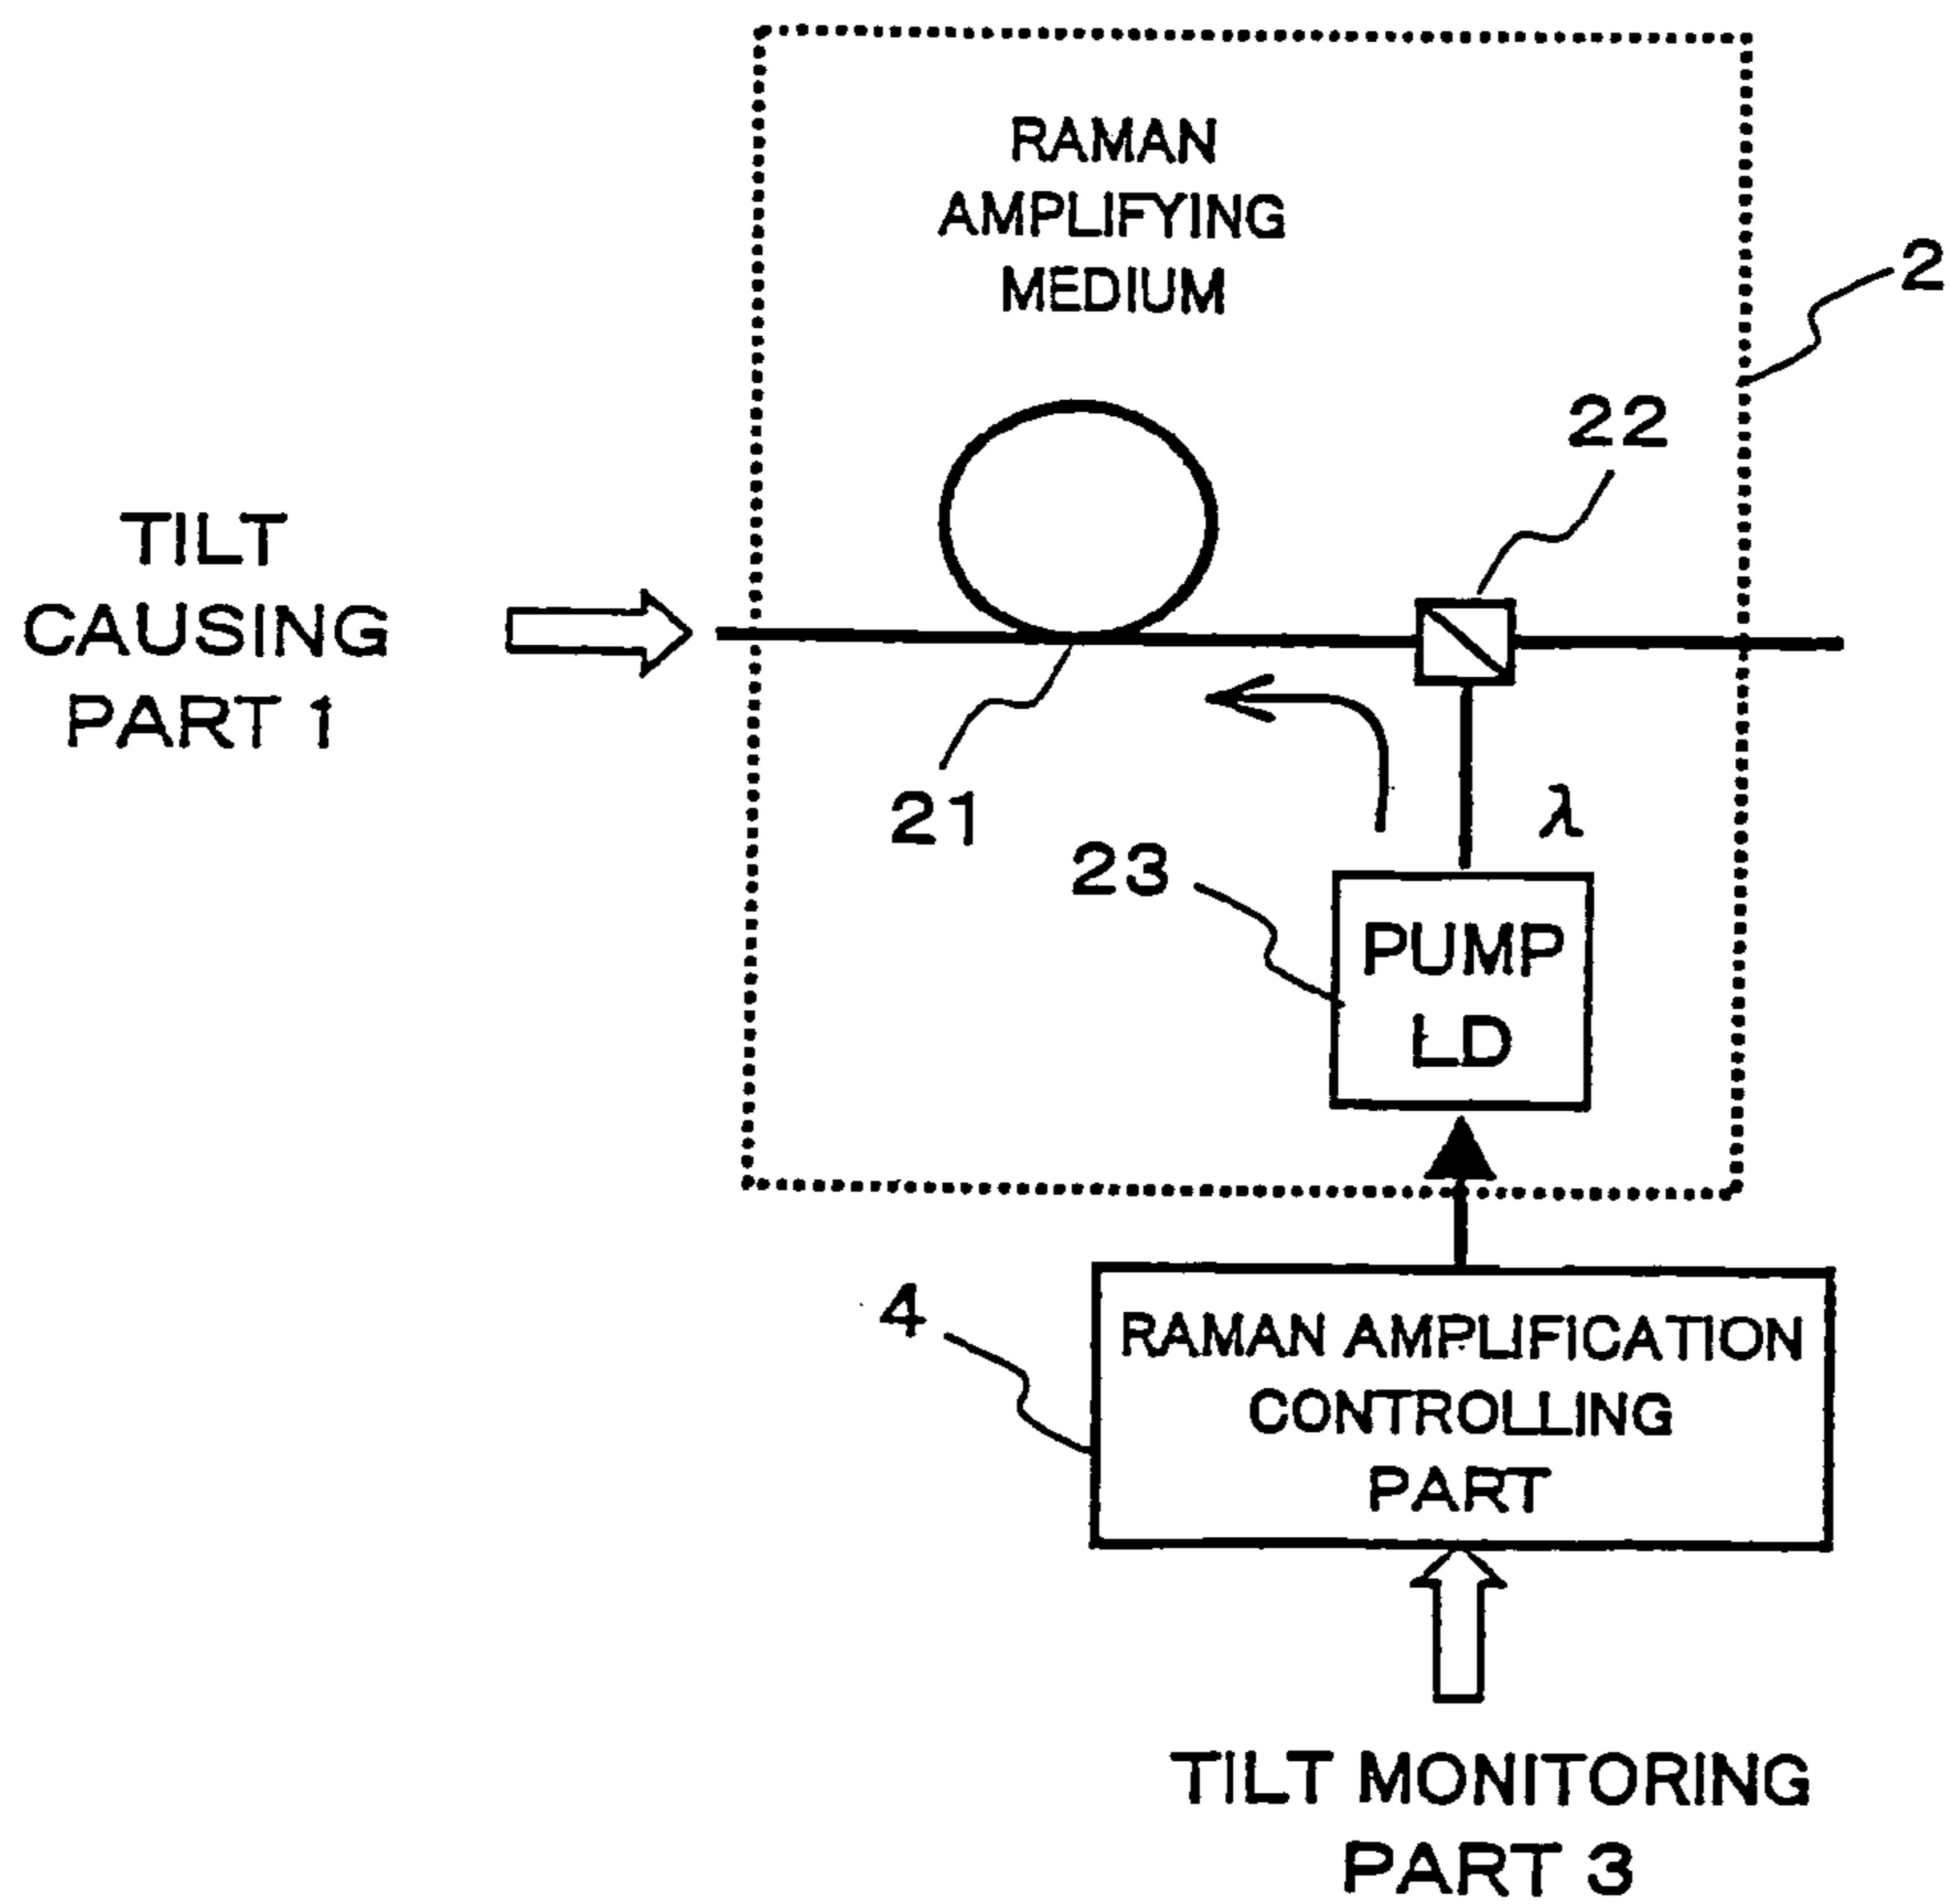 RAMAN
AMPLIFYING
MEDIUM
2
22
TILT
CAUSING
PART 1
21
λ
23
PUMP
LD
4
RAMAN AMPLIFICATION
CONTROLLING
PART
TILT MONITORING
PART 3